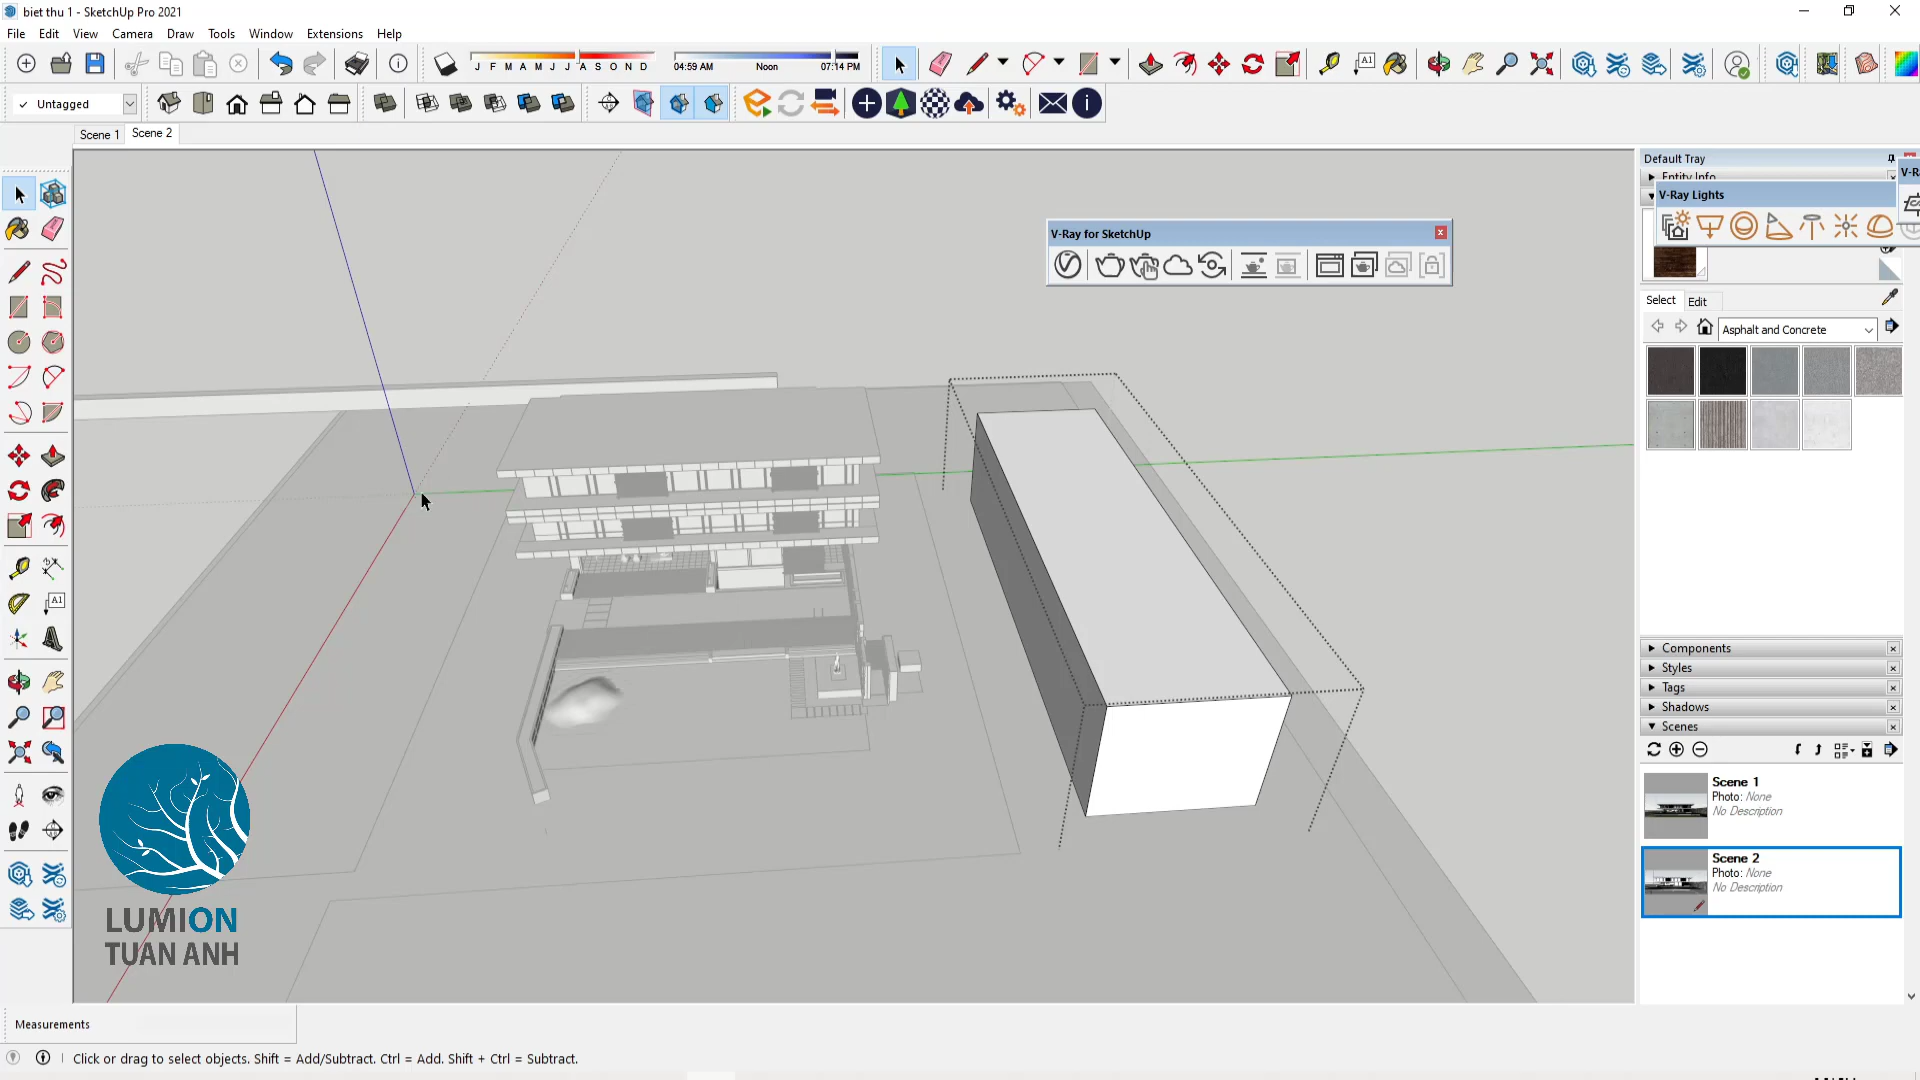 biet thu 1 - SketchUp Pro 2021
File Edit View Camera Draw Tools Window Extensions Help
J F M A M J J A S O N D
04:59 AM Noon 07:14 PM
Untagged
Scene 1 Scene 2
Default Tray
Entity Info
V-Ray Lights
V-Ray for SketchUp
Select Edit
Asphalt and Concrete
Components
Styles
Tags
Shadows
Scenes
Scene 1
Photo: None
No Description
Scene 2
Photo: None
No Description
LUMION
TUAN ANH
Measurements
Click or drag to select objects. Shift = Add/Subtract. Ctrl = Add. Shift + Ctrl = Subtract.